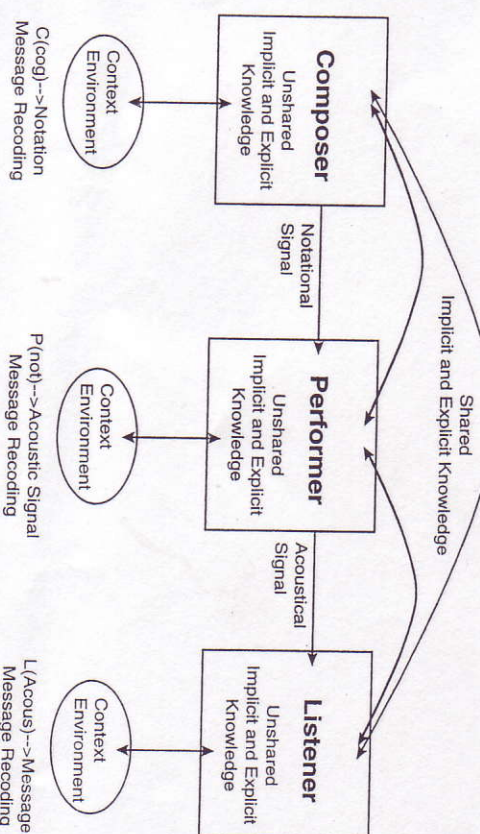 Shared
Implicit and Explicit Knowledge
Composer
Unshared
Implicit and Explicit
Knowledge
Notational
Signal
Performer
Unshared
Implicit and Explicit
Knowledge
Acoustical
Signal
Listener
Unshared
Implicit and Explicit
Knowledge
Context
Environment
Context
Environment
Context
Environment
C(cog)-->Notation
Message Recoding
P(not)-->Acoustic Signal
Message Recoding
L(Acous)-->Message
Message Recoding